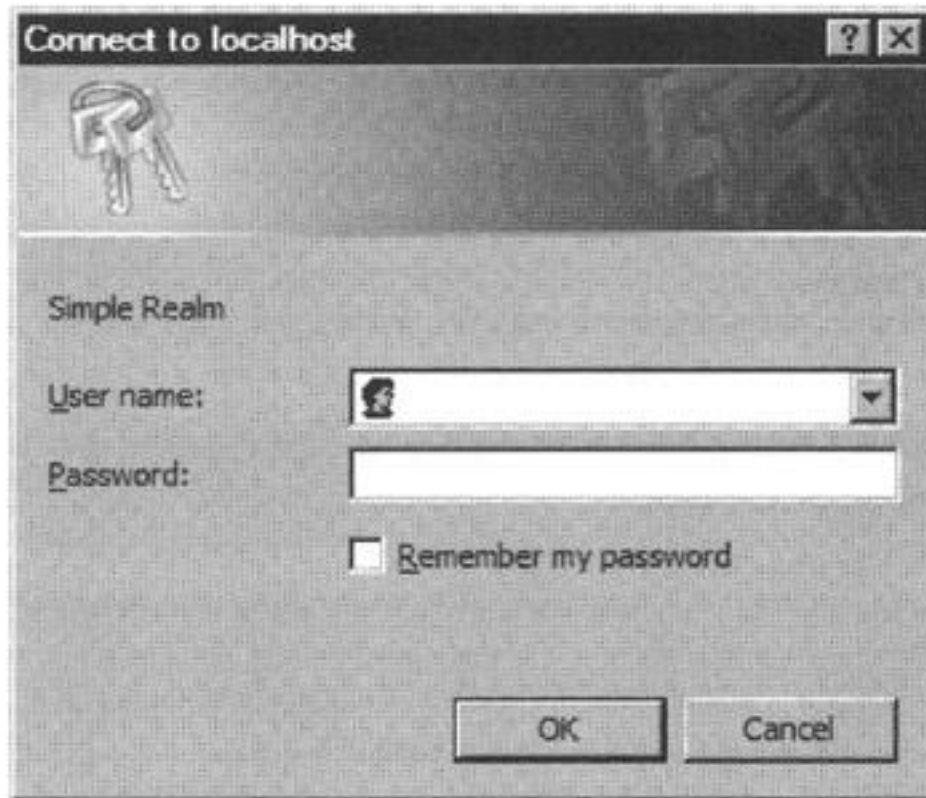 Connect to localhost
Simple Realm
User name:
Password:
Remember my password
OK
Cancel